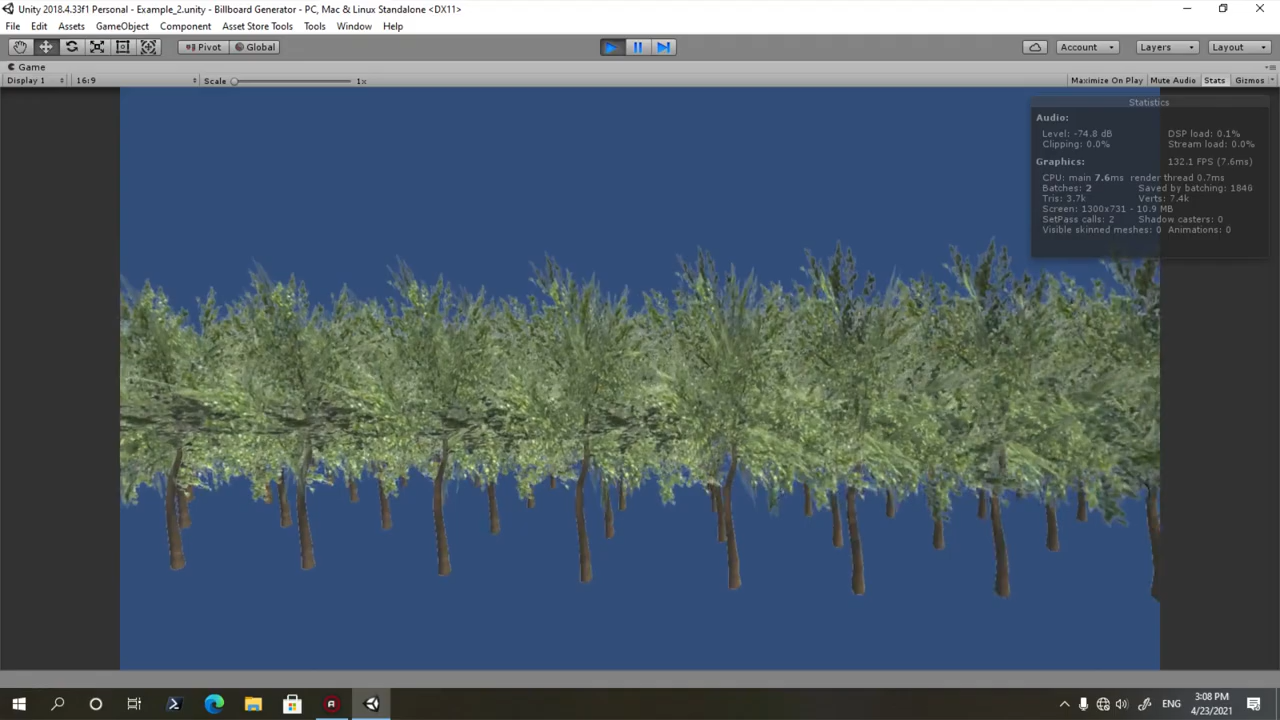 Unity 2018.4.33f1 Personal - Example_2.unity - Billboard Generator - PC, Mac & Linux Standalone <DX11>
File Edit Assets GameObject Component Asset Store Tools Tools Window Help
Pivot Global Account Layers Layout
Game
Display 1 16:9 Scale 1x Maximize On Play Mute Audio Stats Gizmos
Statistics
Audio:
Level: -74.8 dB DSP load: 0.1%
Clipping: 0.0% Stream load: 0.0%
Graphics: 132.1 FPS (7.6ms)
CPU: main 7.6ms render thread 0.7ms
Batches: 2 Saved by batching: 1846
Tris: 3.7k Verts: 7.4k
Screen: 1300x731 - 10.9 MB
SetPass calls: 2 Shadow casters: 0
Visible skinned meshes: 0 Animations: 0
ENG
3:08 PM
4/23/2021